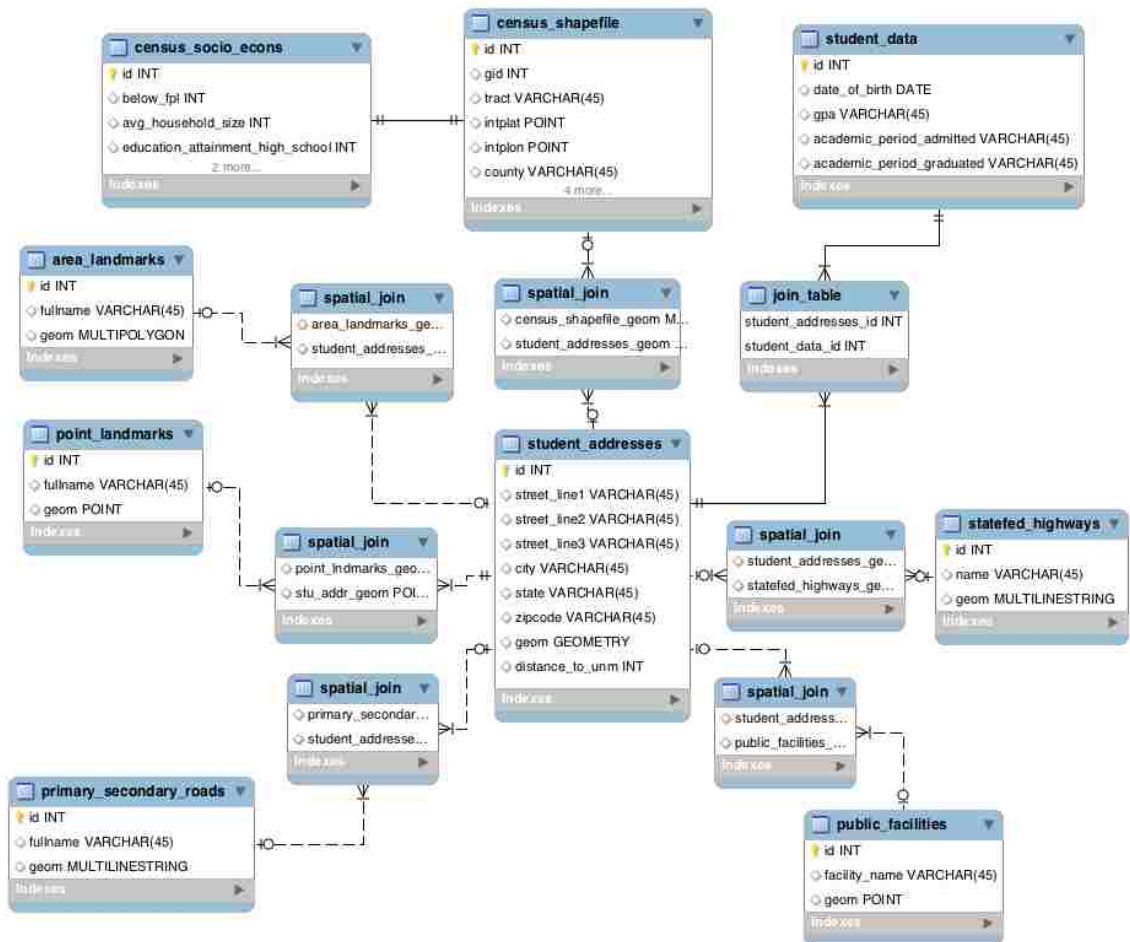 census_socio_econs
id INT
below_fpl INT
avg_household_size INT
education_attainment_high_school INT
2 more...
Indexes
census_shapefile
id INT
gid INT
tract VARCHAR(45)
intplat POINT
intplon POINT
county VARCHAR(45)
4 more...
Indexes
student_data
id INT
date_of_birth DATE
gpa VARCHAR(45)
academic_period_admitted VARCHAR(45)
academic_period_graduated VARCHAR(45)
Indexes
area_landmarks
id INT
fullname VARCHAR(45)
geom MULTIPOLYGON
Indexes
spatial_join
area_landmarks_ge...
student_addresses_...
Indexes
spatial_join
census_shapefile_geom M...
student_addresses_geom ...
Indexes
join_table
student_addresses_id INT
student_data_id INT
Indexes
point_landmarks
id INT
fullname VARCHAR(45)
geom POINT
Indexes
student_addresses
id INT
street_line1 VARCHAR(45)
street_line2 VARCHAR(45)
street_line3 VARCHAR(45)
city VARCHAR(45)
state VARCHAR(45)
zipcode VARCHAR(45)
geom GEOMETRY
distance_to_unm INT
Indexes
spatial_join
point_lndmarks_geo...
stu_addr_geom POI...
Indexes
spatial_join
student_addresses_ge...
statefed_highways_ge...
Indexes
statefed_highways
id INT
name VARCHAR(45)
geom MULTILINESTRING
Indexes
spatial_join
primary_secondar...
student_addresse...
Indexes
spatial_join
student_address...
public_facilities_...
Indexes
primary_secondary_roads
id INT
fullname VARCHAR(45)
geom MULTILINESTRING
Indexes
public_facilities
id INT
facility_name VARCHAR(45)
geom POINT
Indexes